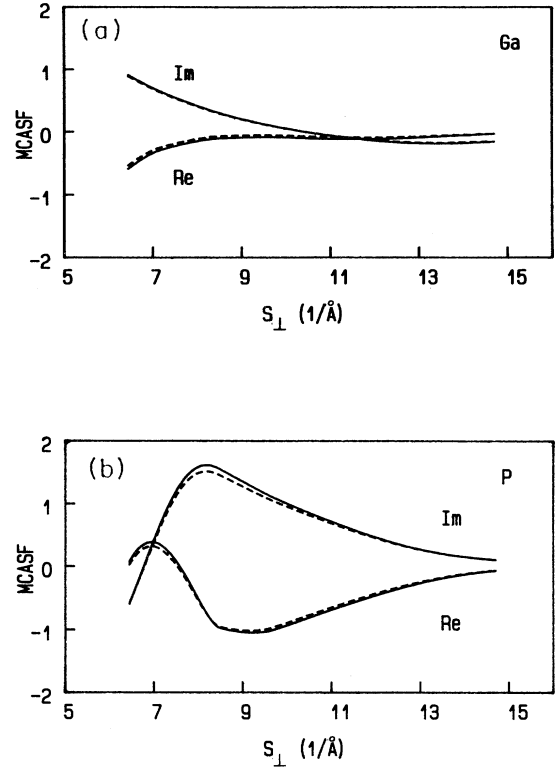 (a)
Ga
2
1
0
-1
-2
MCASF
Im
Re
5 7 9 11 13 15
S⊥ (1/Å)
(b)
P
2
1
0
-1
-2
MCASF
Im
Re
5 7 9 11 13 15
S⊥ (1/Å)